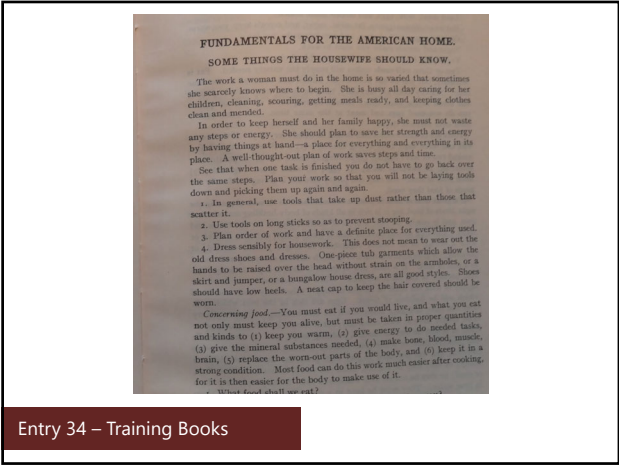 FUNDAMENTALS FOR THE AMERICAN HOME.
SOME THINGS THE HOUSEWIFE SHOULD KNOW.
The work a woman must do in the home is so varied that sometimes
she scarcely knows where to begin. She is busy all day caring for her
children, cleaning, scouring, getting meals ready, and keeping clothes
clean and mended.
In order to keep herself and her family happy, she must not waste
any steps or energy. She should plan to save her strength and energy
by having things at hand—a place for everything and everything in its
place. A well-thought-out plan of work saves steps and time.
See that when one task is finished you do not have to go back over
the same steps. Plan your work so that you will not be laying tools
down and picking them up again and again.
1. In general, use tools that take up dust rather than those that
scatter it.
2. Use tools on long sticks so as to prevent stooping.
3. Plan order of work and have a definite place for everything used.
4. Dress sensibly for housework. This does not mean to wear out the
old dress shoes and dresses. One-piece tub garments which allow the
hands to be raised over the head without strain on the armholes, or a
skirt and jumper, or a bungalow house dress, are all good styles. Shoes
should have low heels. A neat cap to keep the hair covered should be
worn.
Concerning food.—You must eat if you would live, and what you eat
not only must keep you alive, but must be taken in proper quantities
and kinds to (1) keep you warm, (2) give energy to do needed tasks,
(3) give the mineral substances needed, (4) make bone, blood, muscle,
brain, (5) replace the worn-out parts of the body, and (6) keep it in a
strong condition. Most food can do this work much easier after cooking,
for it is then easier for the body to make use of it.
What food shall we eat?
Entry 34 – Training Books